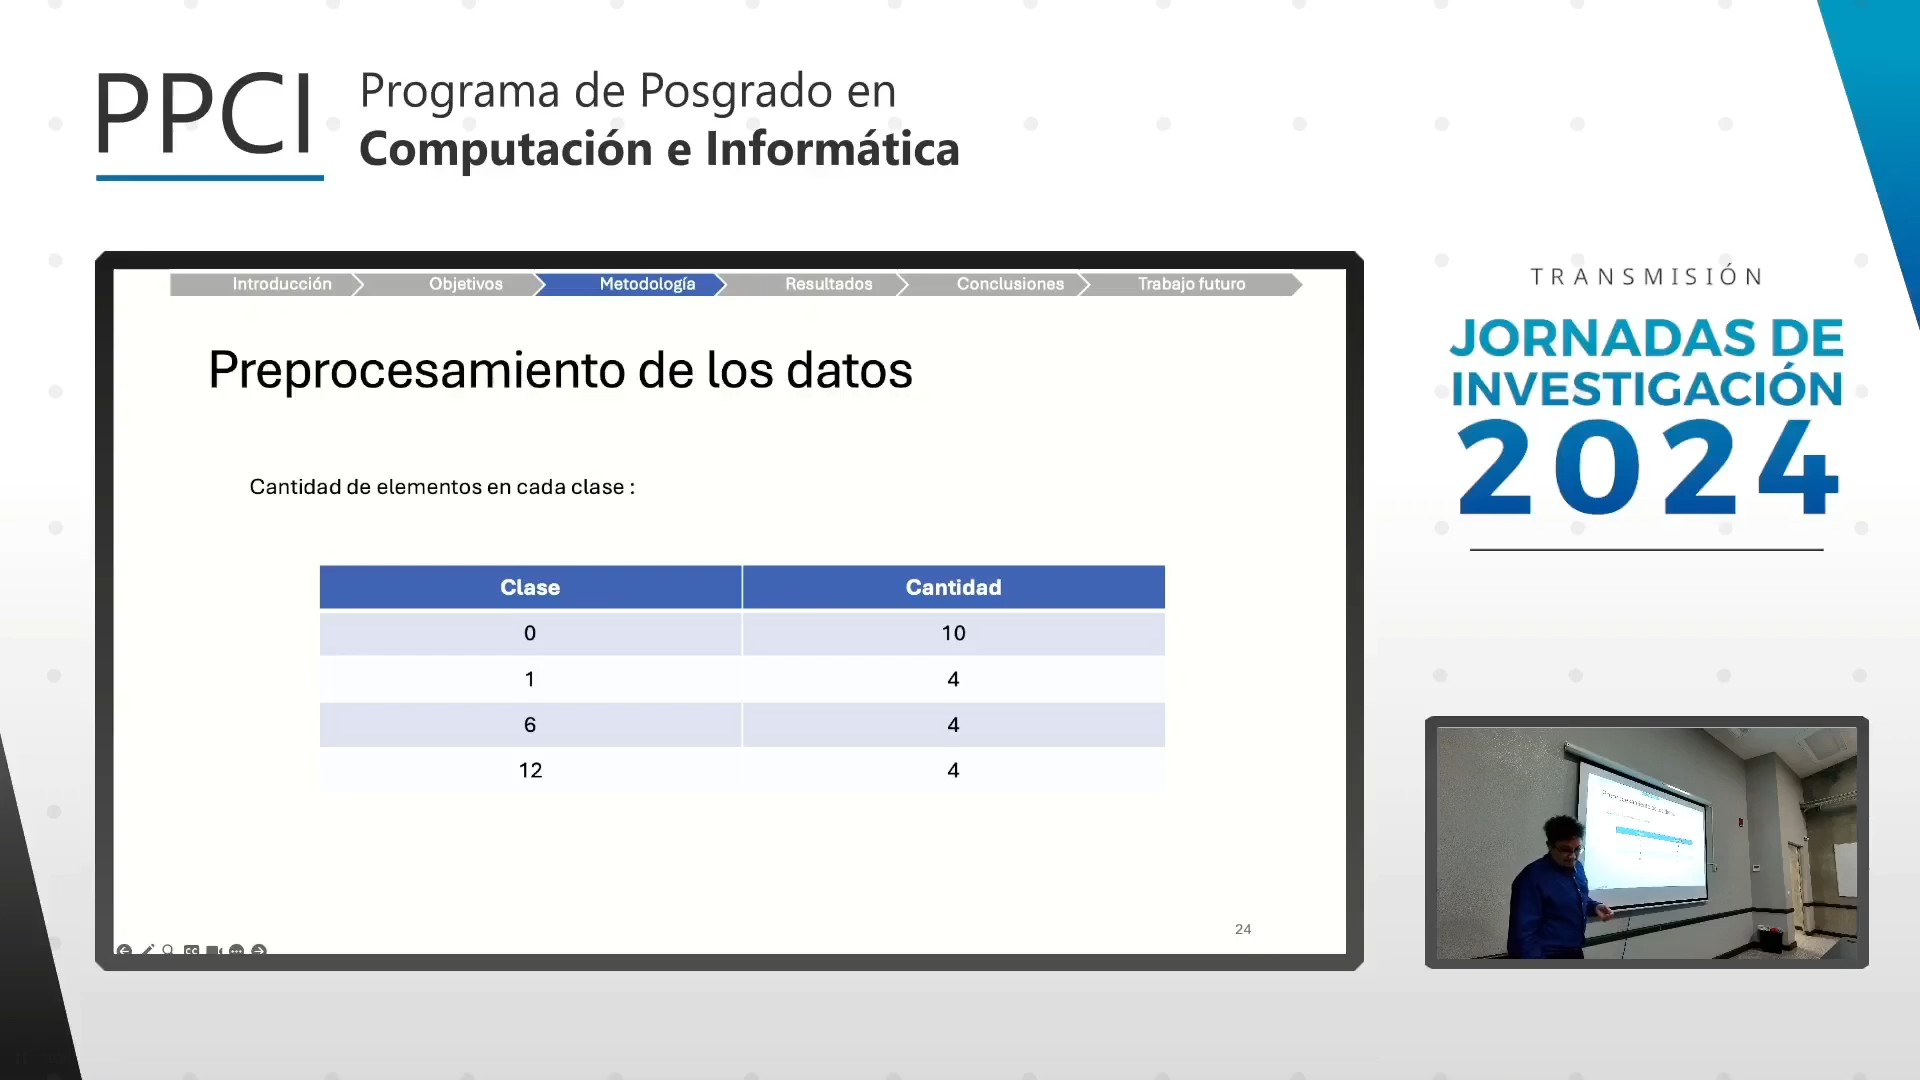 PPCI
Programa de Posgrado en
Computación e Informática
Introducción
Objetivos
Metodología
Resultados
Conclusiones
Trabajo futuro
Preprocesamiento de los datos
Cantidad de elementos en cada clase :
Clase Cantidad
0 10
1 4
6 4
12 4
24
TRANSMISIÓN
JORNADAS DE
INVESTIGACIÓN
2024